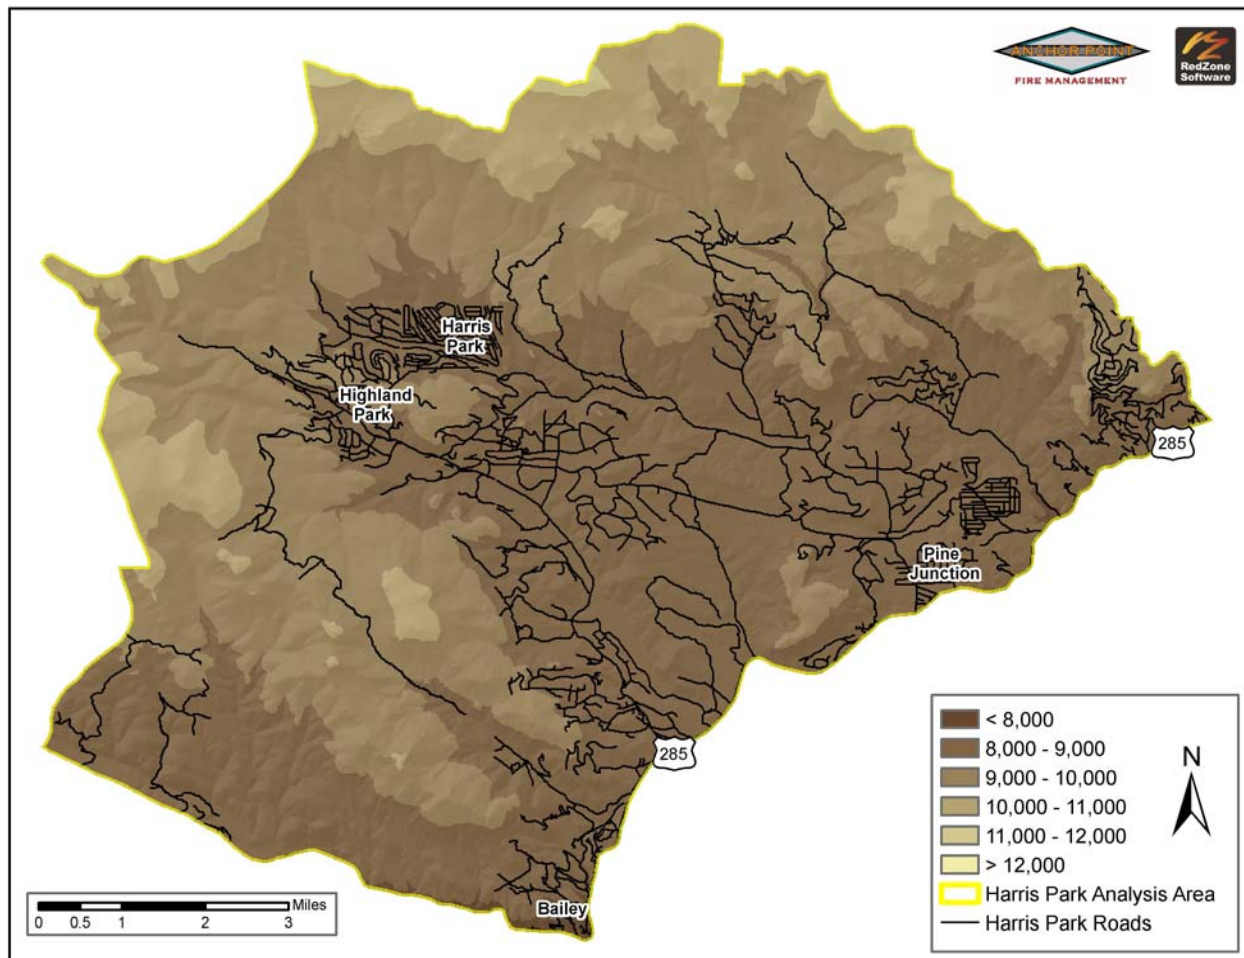 ANCHOR POINT
FIRE MANAGEMENT
RedZone
Software
Harris
Park
Highland
Park
285
Pine
Junction
285
Bailey
< 8,000
8,000 - 9,000
9,000 - 10,000
10,000 - 11,000
11,000 - 12,000
> 12,000
Harris Park Analysis Area
Harris Park Roads
N
Miles
0 0.5 1 2 3